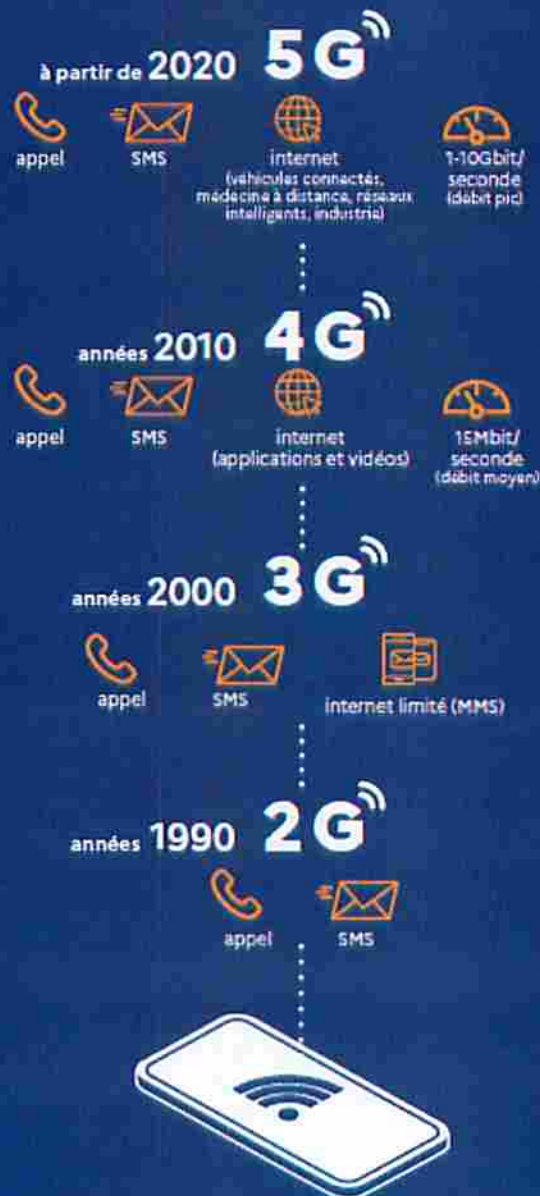 à partir de 2020 5G
appel
SMS
internet
(véhicules connectés,
médecine à distance, réseaux
intelligents, industrie)
1-10Gbit/
seconde
(débit pic)
années 2010 4G
appel
SMS
internet
(applications et vidéos)
15Mbit/
seconde
(débit moyen)
années 2000 3G
appel
SMS
internet limité (MMS)
années 1990 2G
appel
SMS